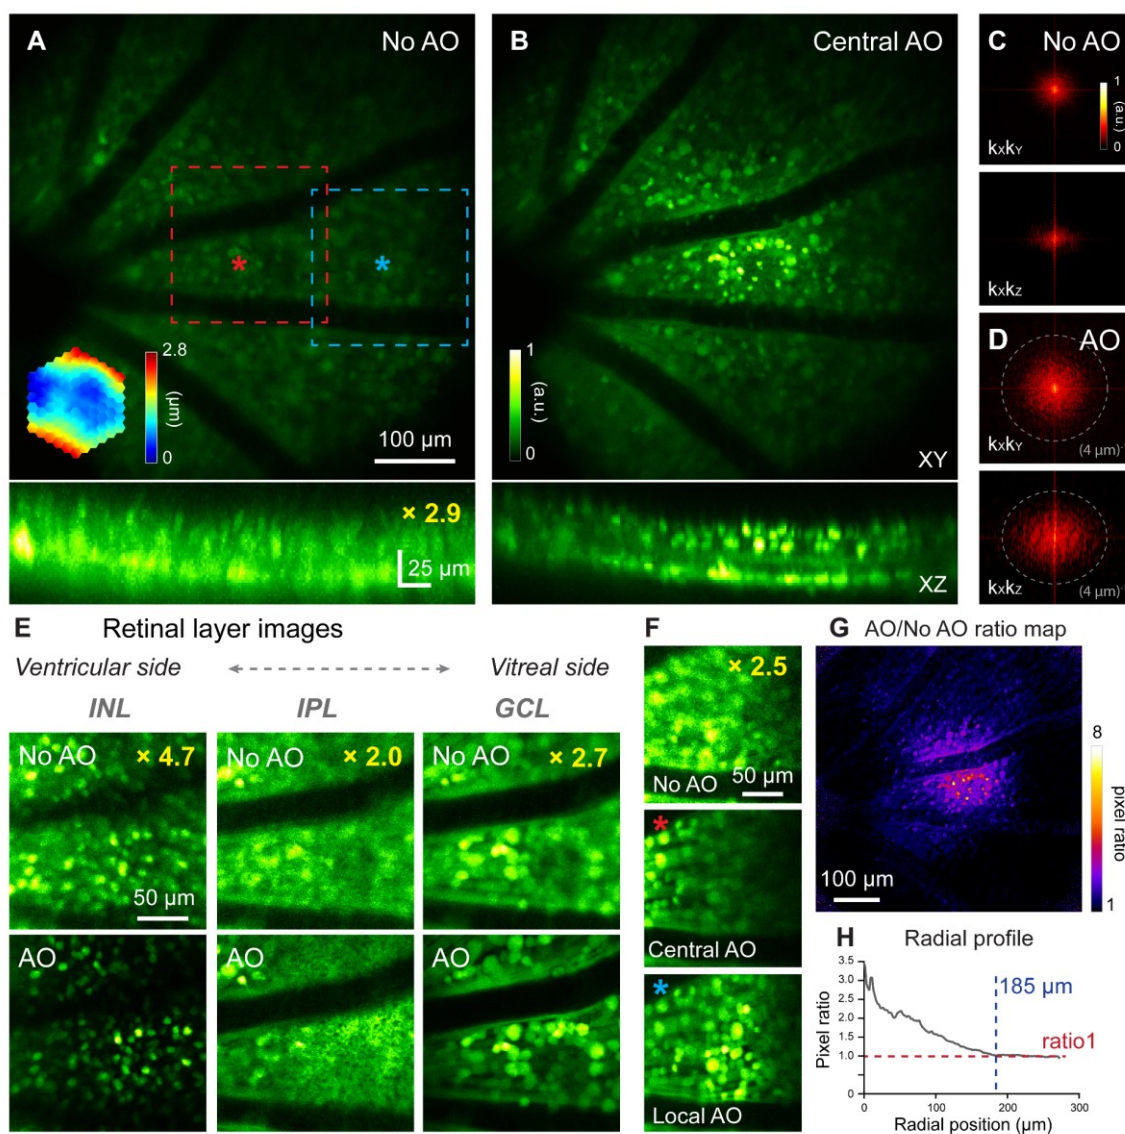 A No AO
B Central AO
C No AO
1
(a.u.)
0
kXkY
kXkZ
* *
2.8
(µm)
0
100 µm
1
(a.u.)
0
XY
D AO
kXkY (4 µm)-
kXkZ (4 µm)-
× 2.9
25 µm
XZ
E Retinal layer images
Ventricular side Vitreal side
INL IPL GCL
No AO × 4.7
50 µm
No AO × 2.0
No AO × 2.7
AO
AO
AO
F
× 2.5
No AO 50 µm
*
Central AO
*
Local AO
G AO/No AO ratio map
100 µm
8
pixel ratio
1
H Radial profile
Pixel ratio
3.5
3.0
2.5
2.0
1.5
1.0
0
185 µm
ratio1
0 100 200 300
Radial position (µm)